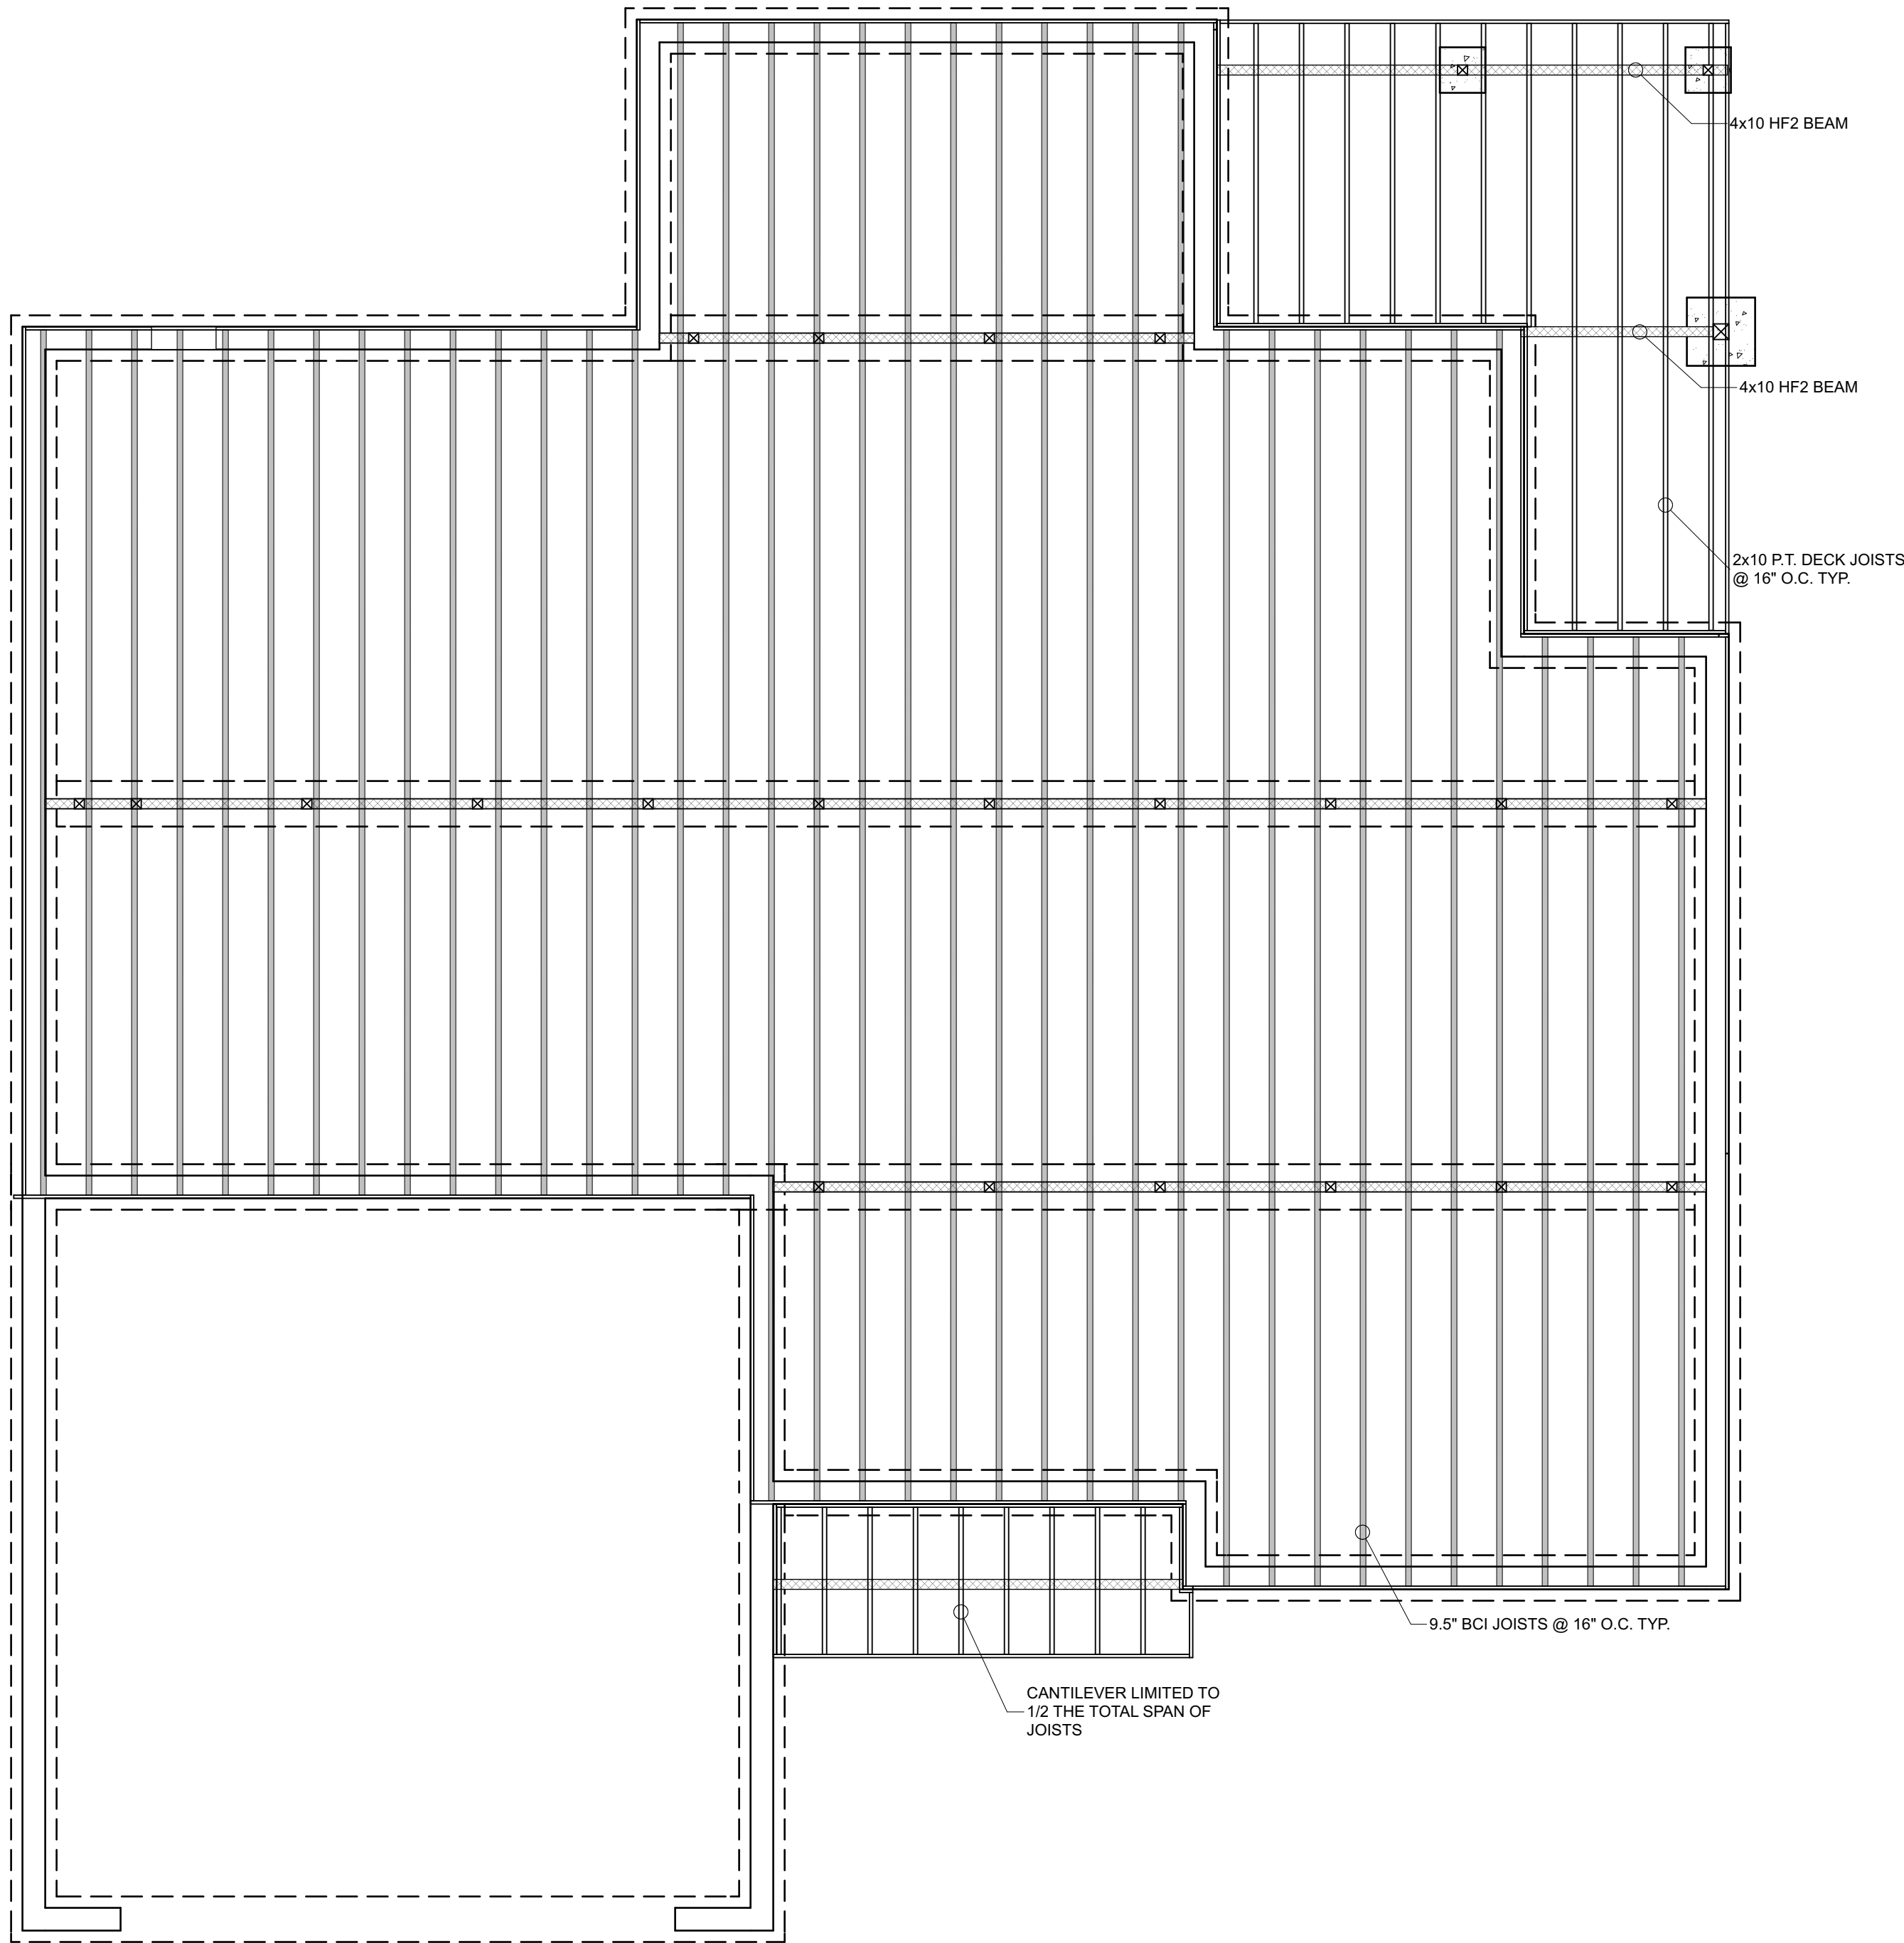 4x10 HF2 BEAM
4x10 HF2 BEAM
2x10 P.T. DECK JOISTS
@ 16" O.C. TYP.
9.5" BCI JOISTS @ 16" O.C. TYP.
CANTILEVER LIMITED TO
1/2 THE TOTAL SPAN OF
JOISTS